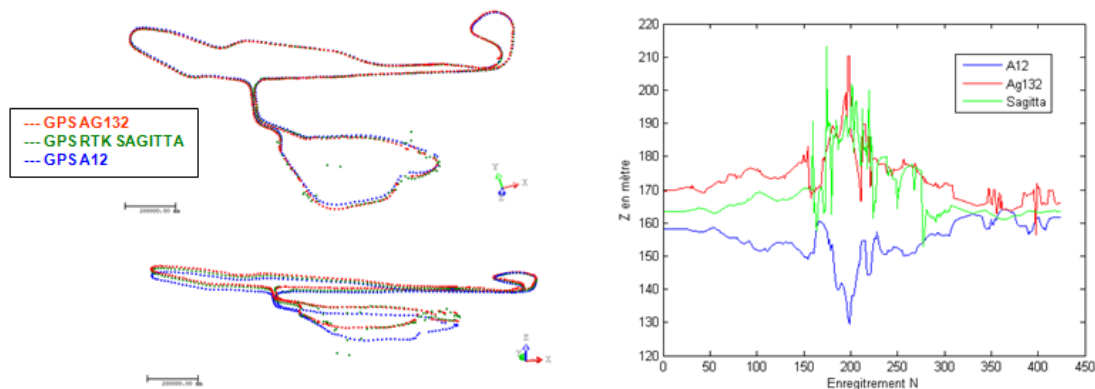 --- GPS AG132
--- GPS RTK SAGITTA
--- GPS A12
Y
X
Z
X
220
210
200
190
180
170
160
150
140
130
120
Z en mètre
A12
Ag132
Sagitta
0
50
100
150
200
250
300
350
400
450
Enregitrement N